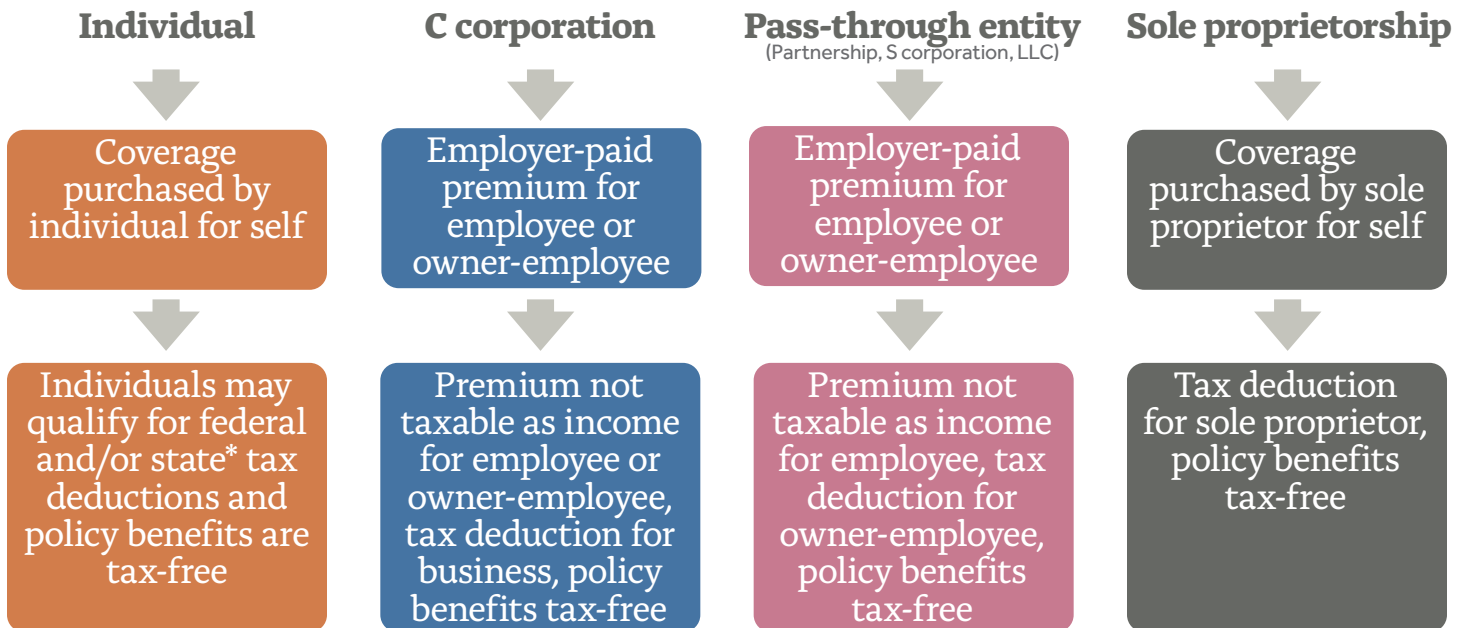 Individual
Coverage
purchased by
individual for self
Individuals may
qualify for federal
and/or state* tax
deductions and
policy benefits are
tax-free
C corporation
Employer-paid
premium for
employee or
owner-employee
Premium not
taxable as income
for employee or
owner-employee,
tax deduction for
business, policy
benefits tax-free
Pass-through entity
(Partnership, S corporation, LLC)
Employer-paid
premium for
employee or
owner-employee
Premium not
taxable as income
for employee, tax
deduction for
owner-employee,
policy benefits
tax-free
Sole proprietorship
Coverage
purchased by sole
proprietor for self
Tax deduction
for sole proprietor,
policy benefits
tax-free